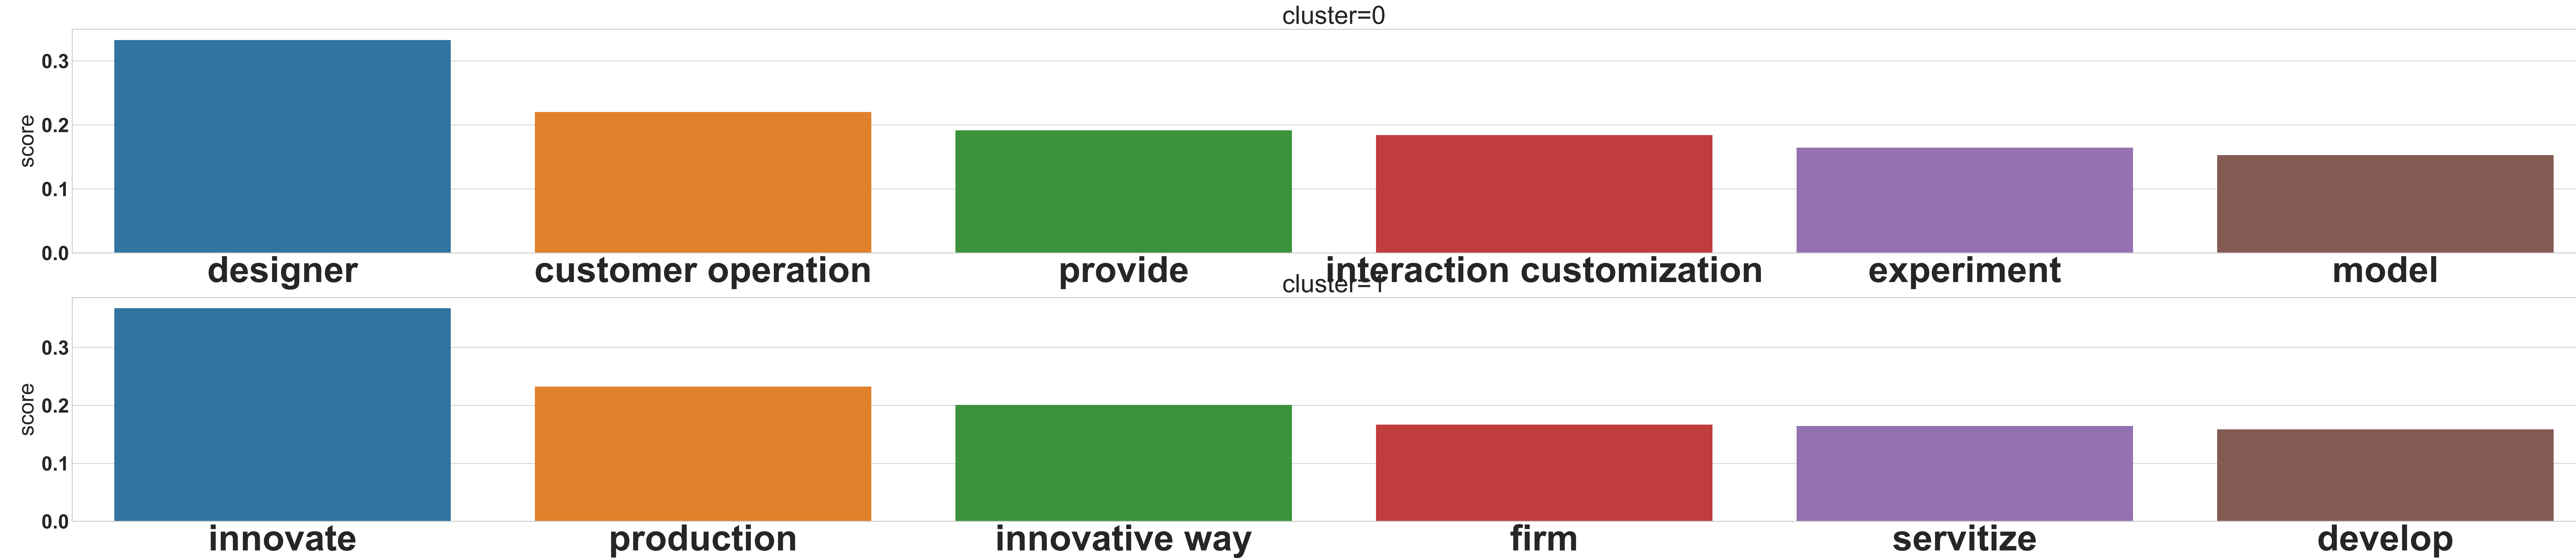 cluster=0
score
0.3
0.2
0.1
0.0
designer customer operation provide interaction customization experiment model
cluster=1
score
0.3
0.2
0.1
0.0
innovate production innovative way firm servitize develop